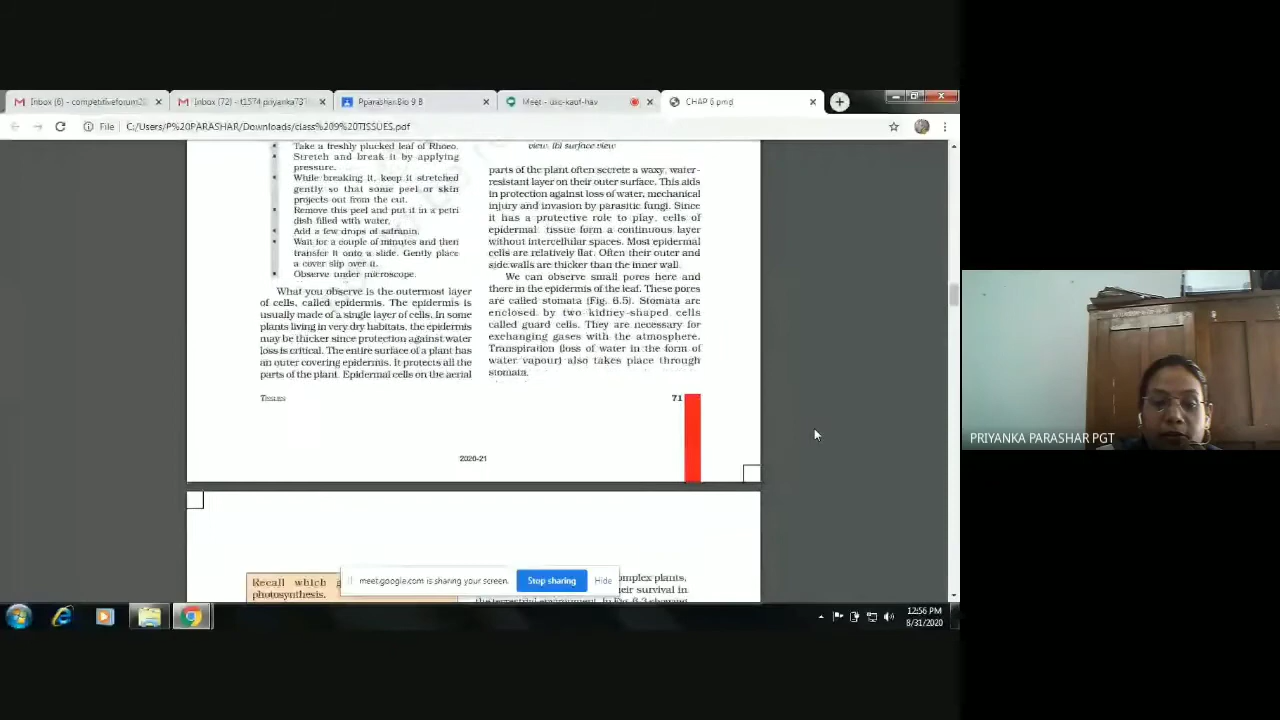 Inbox (6) - competitiveforum2
Inbox (72) - t1574.priyanka737
Pparashar.Bio 9 B
Meet -
CHAP 6.pmd
File
C:/Users/P%20PARASHAR/Downloads/class%209%20TISSUES.pdf
• Take a freshly plucked leaf of Rhoeo.
• Stretch and break it by applying
pressure.
• While breaking it, keep it stretched
gently so that some peel or skin
projects out from the cut.
• Remove this peel and put it in a petri
dish filled with water.
• Add a few drops of safranin.
• Wait for a couple of minutes and then
transfer it onto a slide. Gently place
a cover slip over it.
• Observe under microscope.
What you observe is the outermost layer
of cells, called epidermis. The epidermis is
usually made of a single layer of cells. In some
plants living in very dry habitats, the epidermis
may be thicker since protection against water
loss is critical. The entire surface of a plant has
an outer covering epidermis. It protects all the
parts of the plant. Epidermal cells on the aerial
view, (b) surface view
parts of the plant often secrete a waxy, water-
resistant layer on their outer surface. This aids
in protection against loss of water, mechanical
injury and invasion by parasitic fungi. Since
it has a protective role to play, cells of
epidermal tissue form a continuous layer
without intercellular spaces. Most epidermal
cells are relatively flat. Often their outer and
side walls are thicker than the inner wall.
We can observe small pores here and
there in the epidermis of the leaf. These pores
are called stomata (Fig. 6.5). Stomata are
enclosed by two kidney-shaped cells
called guard cells. They are necessary for
exchanging gases with the atmosphere.
Transpiration (loss of water in the form of
water vapour) also takes place through
stomata.
Tissues
71
2020-21
Recall which
photosynthesis.
omplex plants,
eir survival in
the terrestrial environment. In Fig. 6.3 showing
meet.google.com is sharing your screen.
Stop sharing
Hide
12:56 PM
8/31/2020
PRIYANKA PARASHAR PGT